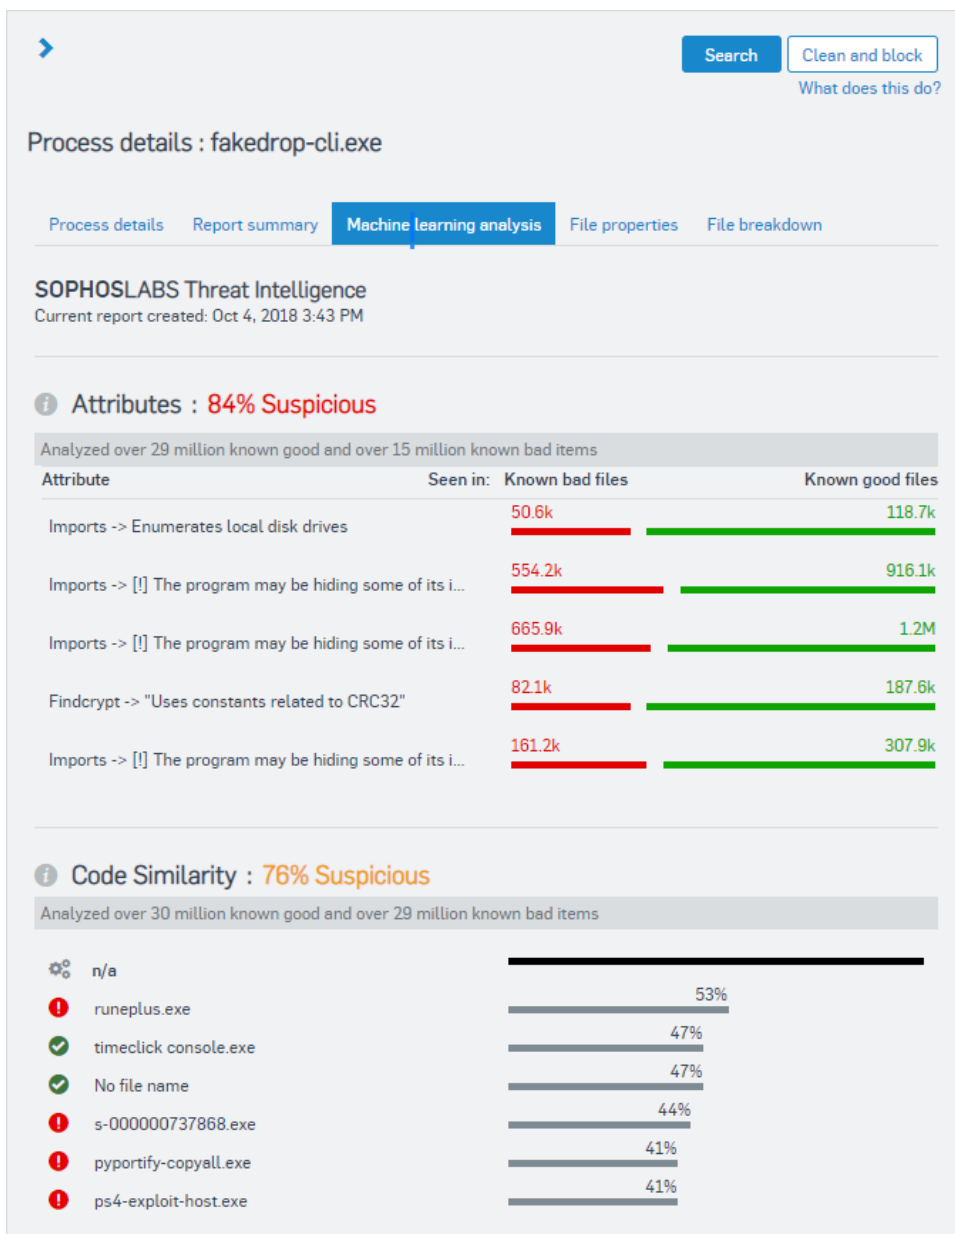 Search Clean and block
What does this do?
Process details : fakedrop-cli.exe
Process details Report summary Machine learning analysis File properties File breakdown
SOPHOSLABS Threat Intelligence
Current report created: Oct 4, 2018 3:43 PM
Attributes : 84% Suspicious
Analyzed over 29 million known good and over 15 million known bad items
Attribute Seen in: Known bad files Known good files
Imports -> Enumerates local disk drives 50.6k 118.7k
Imports -> [!] The program may be hiding some of its i... 554.2k 916.1k
Imports -> [!] The program may be hiding some of its i... 665.9k 1.2M
Findcrypt -> "Uses constants related to CRC32" 82.1k 187.6k
Imports -> [!] The program may be hiding some of its i... 161.2k 307.9k
Code Similarity : 76% Suspicious
Analyzed over 30 million known good and over 29 million known bad items
n/a
runeplus.exe 53%
timeclick console.exe 47%
No file name 47%
s-000000737868.exe 44%
pyportify-copyall.exe 41%
ps4-exploit-host.exe 41%